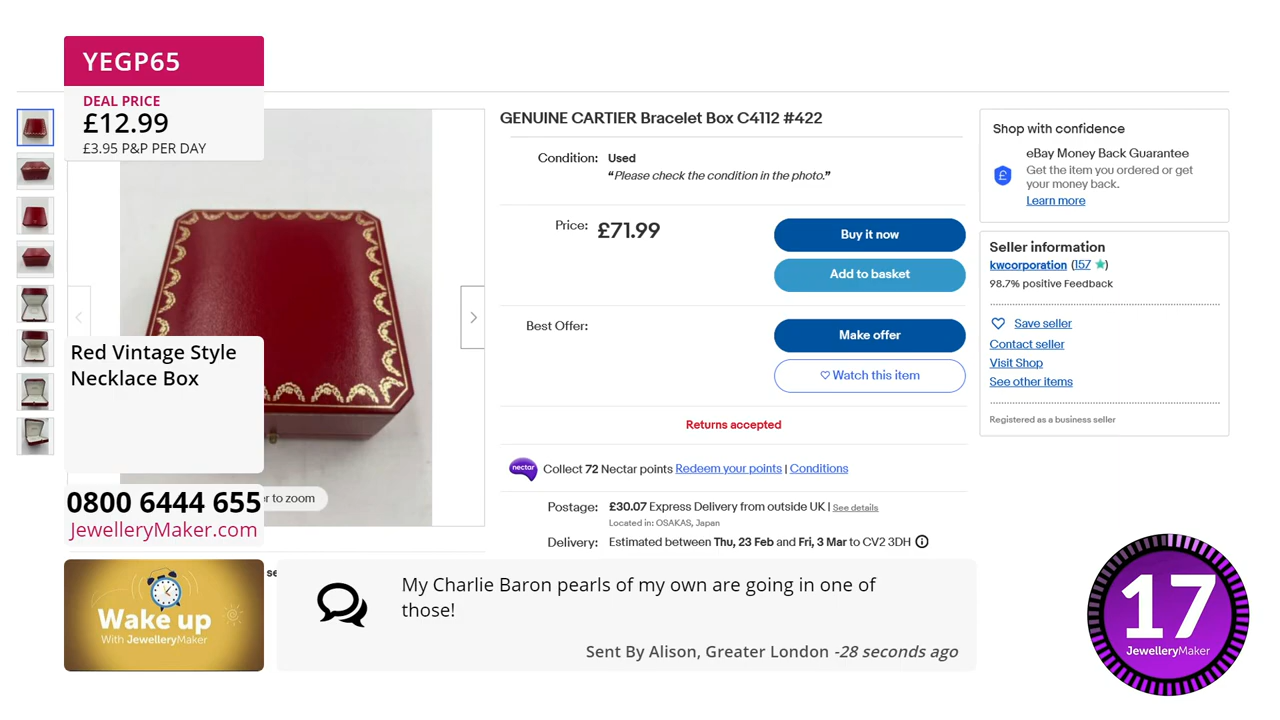 YEGP65
DEAL PRICE
£12.99
£3.95 P&P PER DAY
Red Vintage Style
Necklace Box
0800 6444 655
JewelleryMaker.com
Wake up
With JewelleryMaker
GENUINE CARTIER Bracelet Box C4112 #422
Condition: Used
“Please check the condition in the photo.”
Price: £71.99
Buy it now
Add to basket
Best Offer:
Make offer
Watch this item
Returns accepted
nectar Collect 72 Nectar points Redeem your points | Conditions
Postage: £30.07 Express Delivery from outside UK | See details
Located in: OSAKAS, Japan
Delivery: Estimated between Thu, 23 Feb and Fri, 3 Mar to CV2 3DH
Shop with confidence
eBay Money Back Guarantee
Get the item you ordered or get
your money back.
Learn more
Seller information
kwcorporation (157)
98.7% positive Feedback
Save seller
Contact seller
Visit Shop
See other items
Registered as a business seller
r to zoom
se
My Charlie Baron pearls of my own are going in one of
those!
Sent By Alison, Greater London -28 seconds ago
17
JewelleryMaker